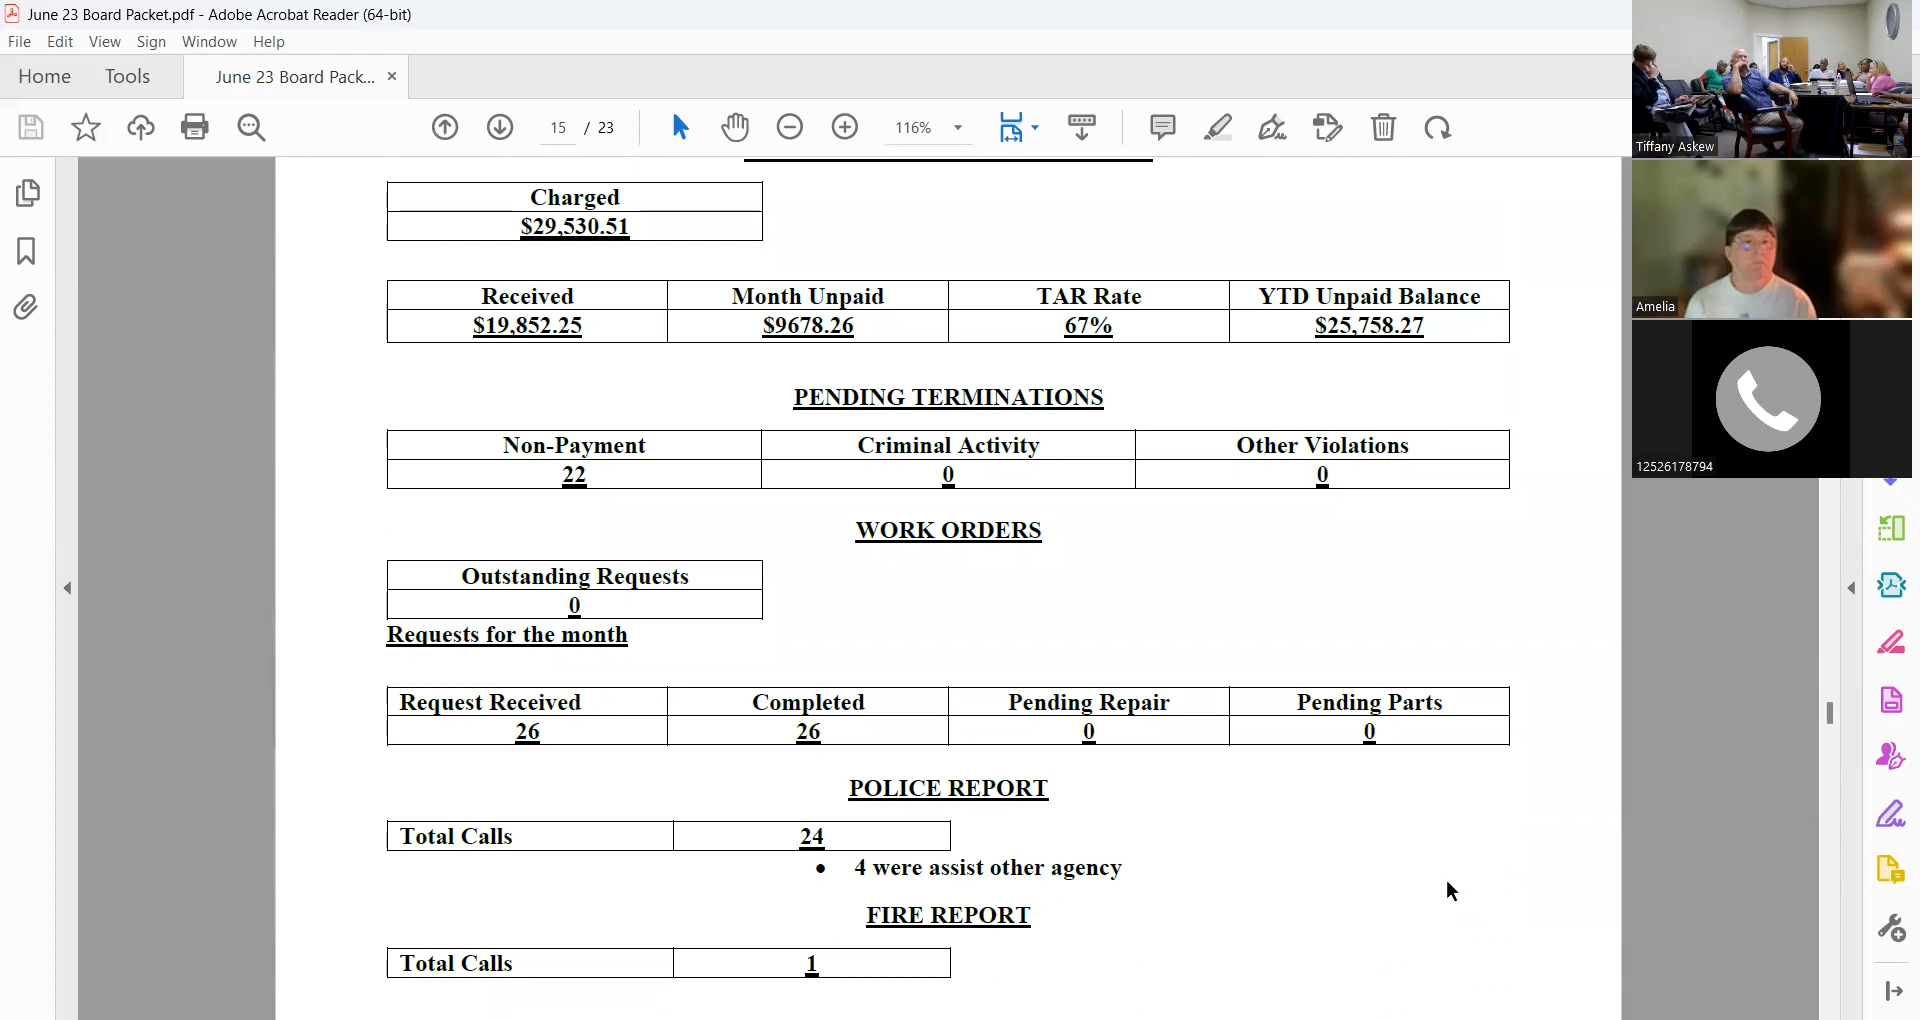 June 23 Board Packet.pdf - Adobe Acrobat Reader (64-bit)
File Edit View Sign Window Help
Home Tools June 23 Board Pack... ×
15 / 23 116%
Charged
$29,530.51
Received Month Unpaid TAR Rate YTD Unpaid Balance
$19,852.25 $9678.26 67% $25,758.27
PENDING TERMINATIONS
Non-Payment Criminal Activity Other Violations
22 0 0
WORK ORDERS
Outstanding Requests
0
Requests for the month
Request Received Completed Pending Repair Pending Parts
26 26 0 0
POLICE REPORT
Total Calls 24
• 4 were assist other agency
FIRE REPORT
Total Calls 1
Tiffany Askew
Amelia
12526178794